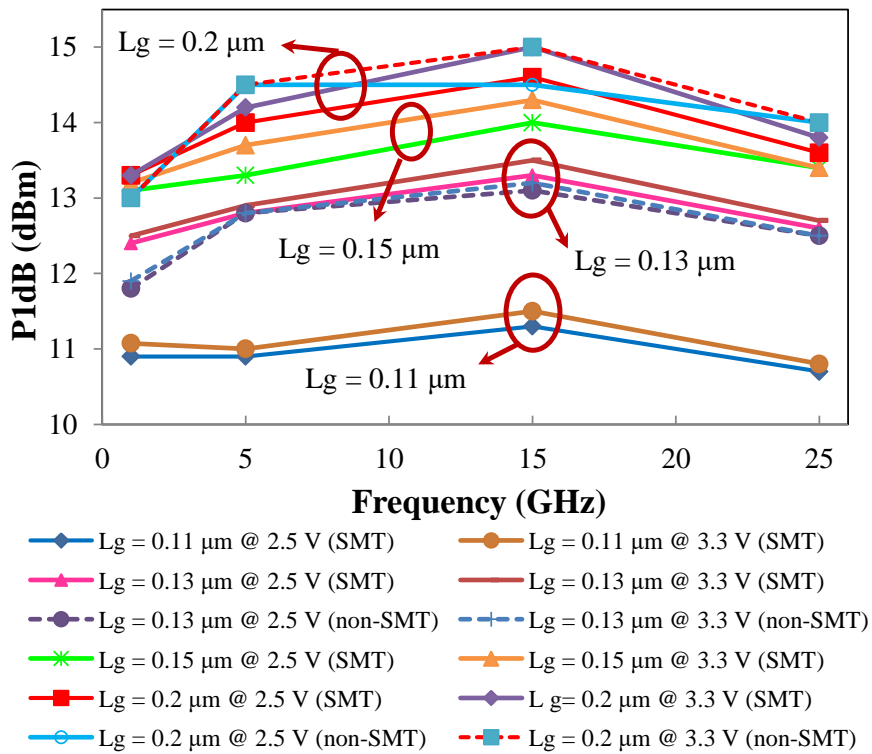 15
14
13
12
11
10
P1dB (dBm)
Lg = 0.2 μm
Lg = 0.15 μm
Lg = 0.13 μm
Lg = 0.11 μm
0 5 10 15 20 25
Frequency (GHz)
Lg = 0.11 μm @ 2.5 V (SMT)
Lg = 0.11 μm @ 3.3 V (SMT)
Lg = 0.13 μm @ 2.5 V (SMT)
Lg = 0.13 μm @ 3.3 V (SMT)
Lg = 0.13 μm @ 2.5 V (non-SMT)
Lg = 0.13 μm @ 3.3 V (non-SMT)
Lg = 0.15 μm @ 2.5 V (SMT)
Lg = 0.15 μm @ 3.3 V (SMT)
Lg = 0.2 μm @ 2.5 V (SMT)
L g= 0.2 μm @ 3.3 V (SMT)
Lg = 0.2 μm @ 2.5 V (non-SMT)
Lg = 0.2 μm @ 3.3 V (non-SMT)